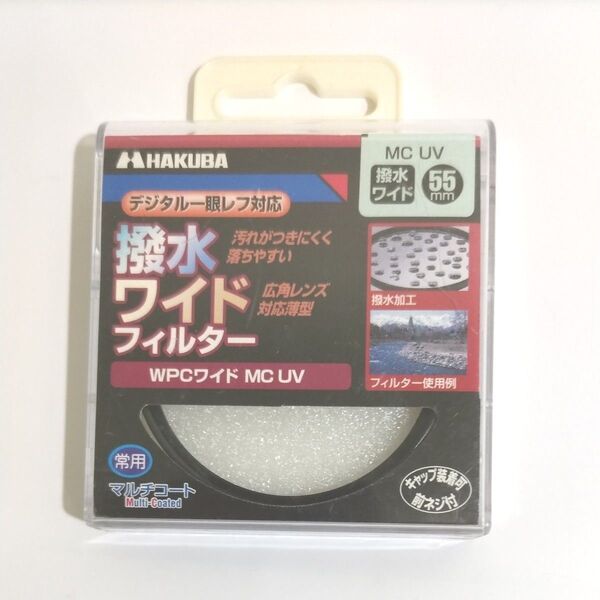 HAKUBA
MC UV
撥水
ワイド
55
mm
デジタル一眼レフ対応
撥水
汚れがつきにくく
落ちやすい
ワイド
広角レンズ
対応薄型
フィルター
撥水加工
WPCワイド MC UV
フィルター使用例
常用
マルチコート
Multi-Coated
キャップ装着可
前ネジ付